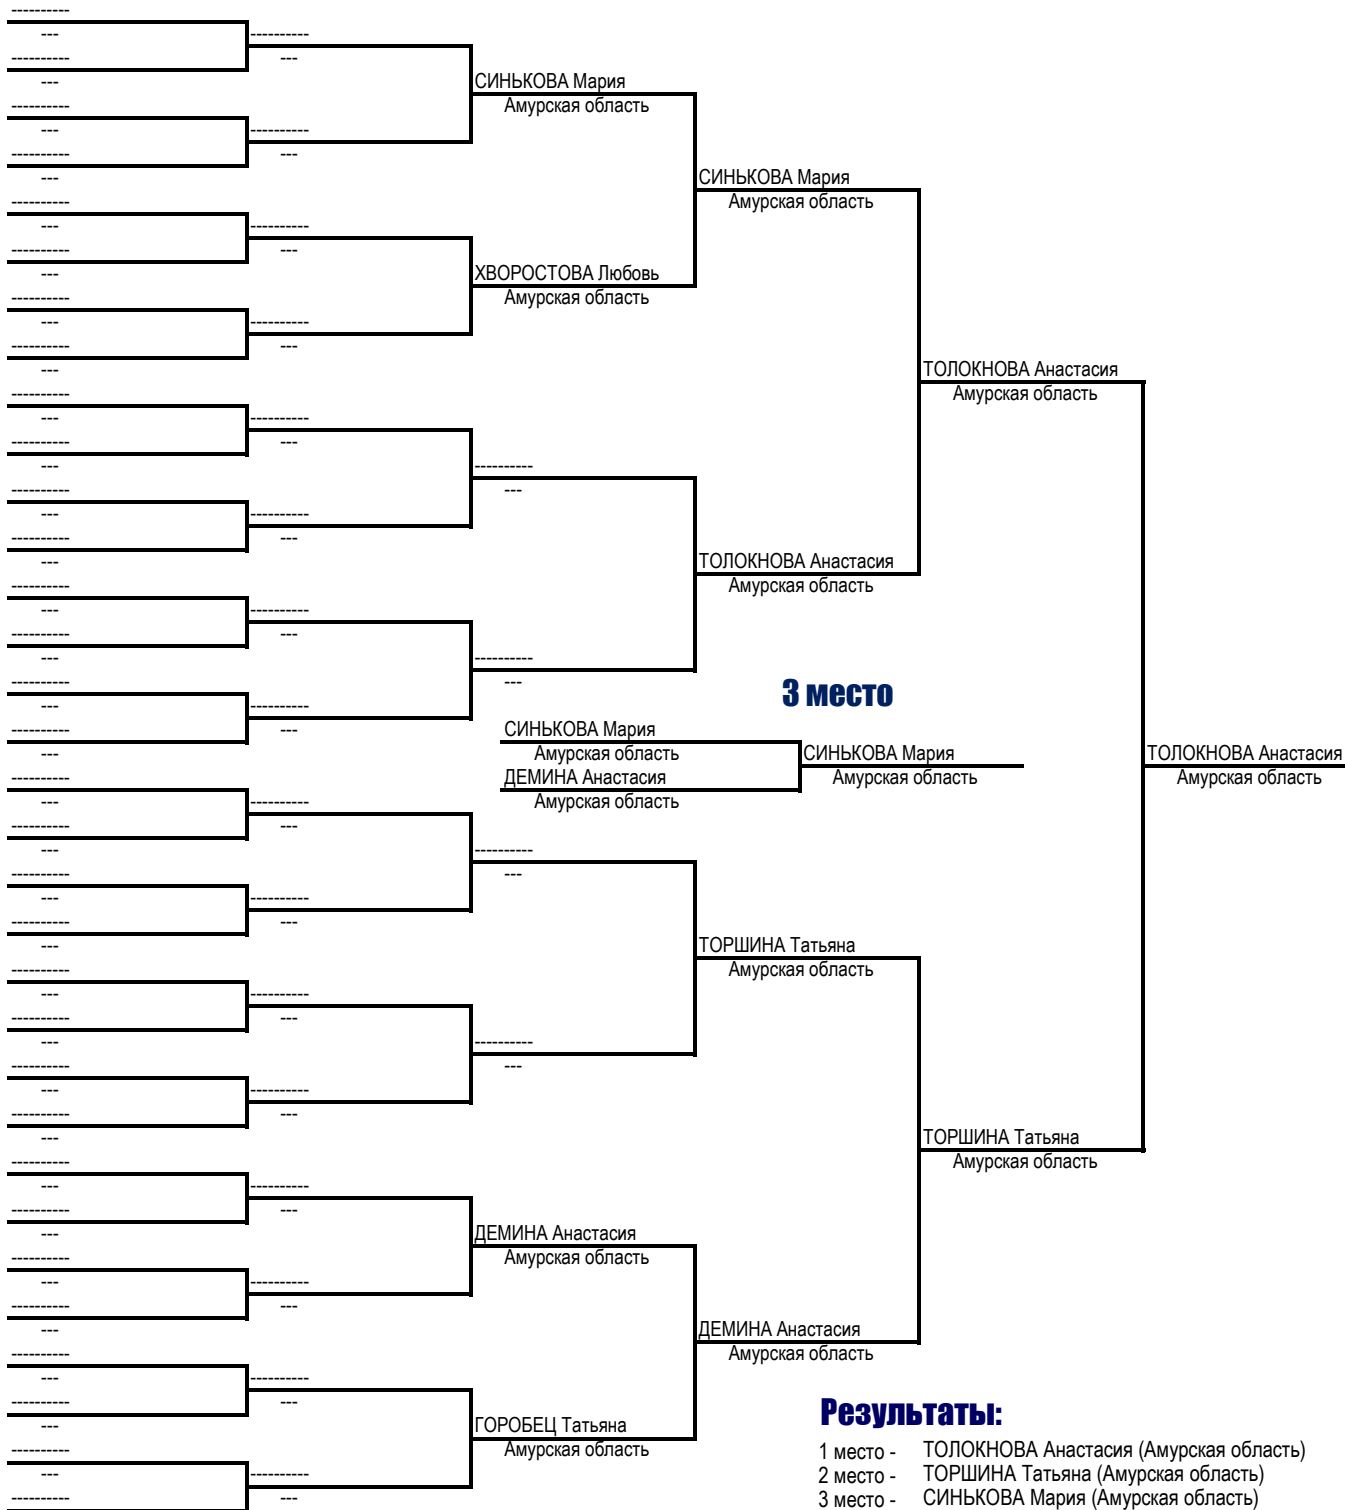 СИНЬКОВА Мария
Амурская область
СИНЬКОВА Мария
Амурская область
ХВОРОСТОВА Любовь
Амурская область
ТОЛОКНОВА Анастасия
Амурская область
ТОЛОКНОВА Анастасия
Амурская область
3 место
СИНЬКОВА Мария
Амурская область
ДЕМИНА Анастасия
Амурская область
СИНЬКОВА Мария
Амурская область
ТОЛОКНОВА Анастасия
Амурская область
ТОРШИНА Татьяна
Амурская область
ТОРШИНА Татьяна
Амурская область
ДЕМИНА Анастасия
Амурская область
ДЕМИНА Анастасия
Амурская область
ГОРОБЕЦ Татьяна
Амурская область
Результаты:
1 место - ТОЛОКНОВА Анастасия (Амурская область)
2 место - ТОРШИНА Татьяна (Амурская область)
3 место - СИНЬКОВА Мария (Амурская область)